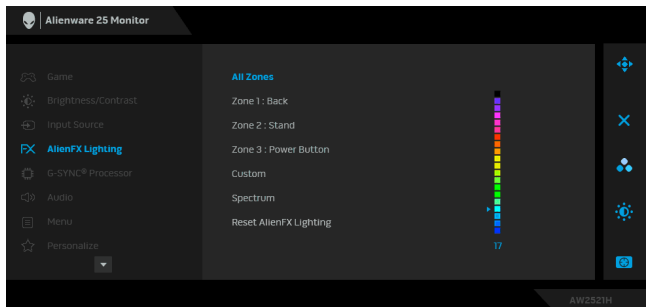 Alienware 25 Monitor
Game
Brightness/Contrast
Input Source
AlienFX Lighting
G-SYNC® Processor
Audio
Menu
Personalize
All Zones
Zone 1 : Back
Zone 2 : Stand
Zone 3 : Power Button
Custom
Spectrum
Reset AlienFX Lighting
17
AW2521H